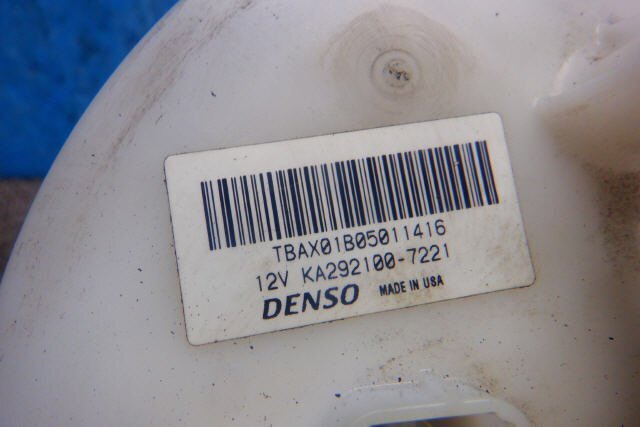 TBAX01B05011416
12V KA292100-7221
DENSO MADE IN USA